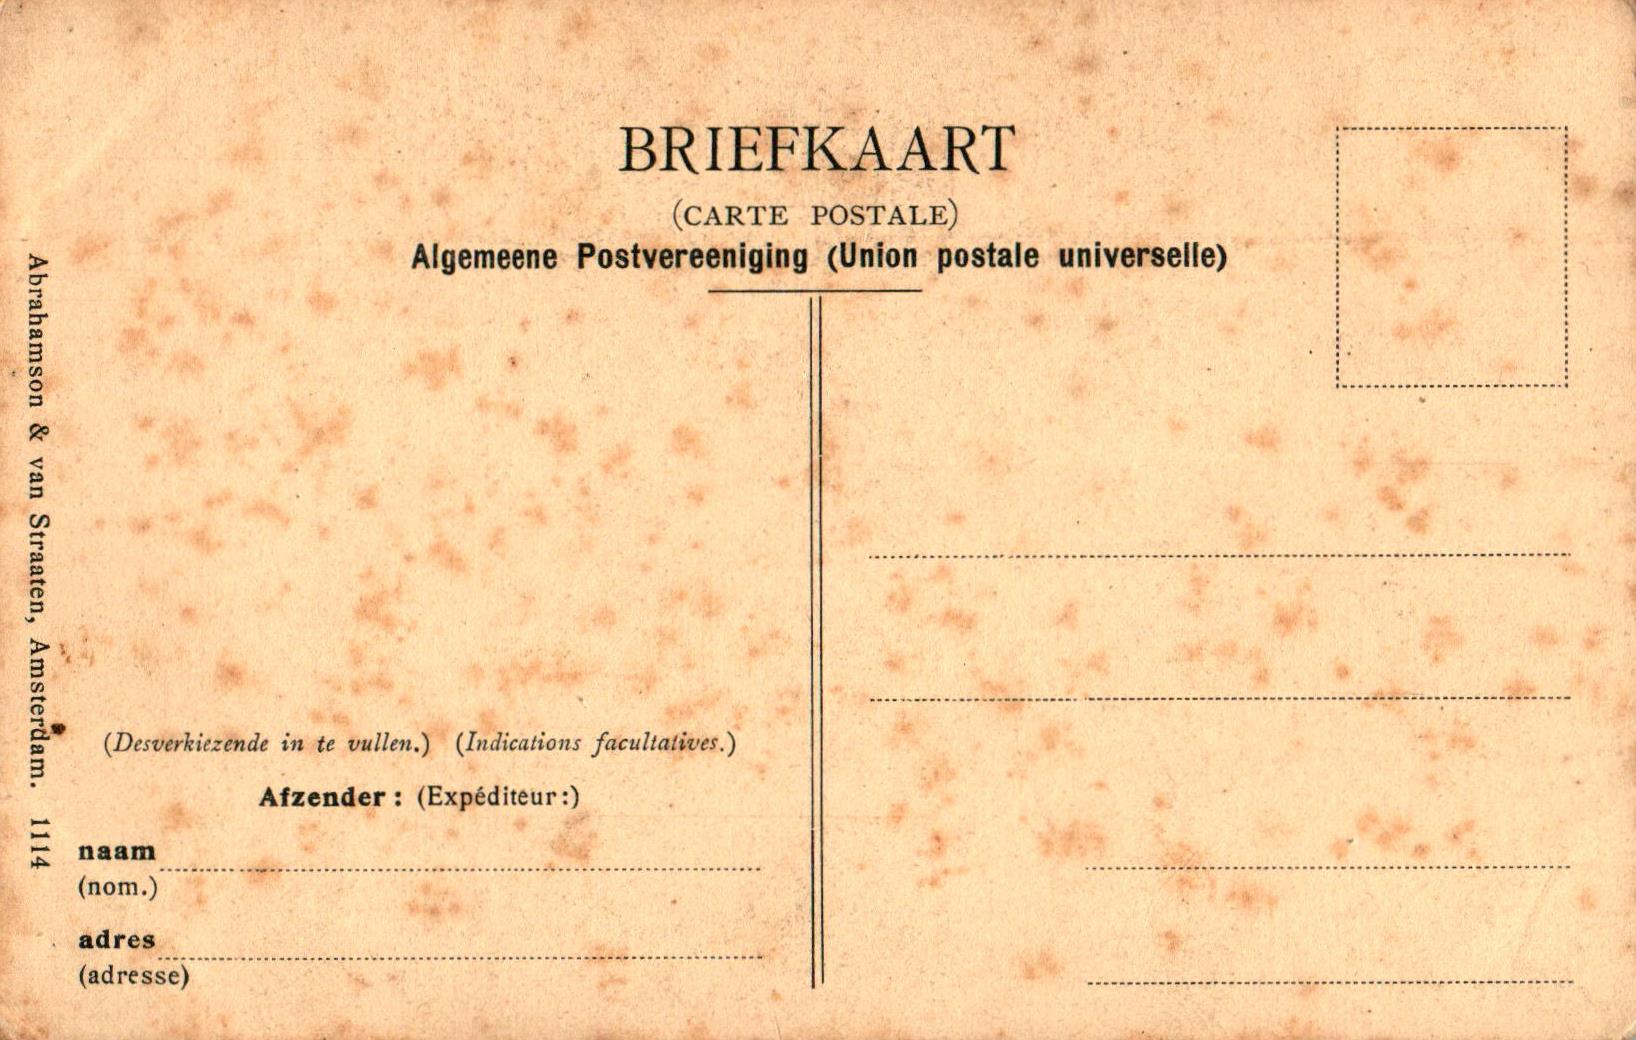 BRIEFKAART
(CARTE POSTALE)
Algemeene Postvereeniging (Union postale universelle)
Abrahamson & van Straaten, Amsterdam. 1114
(Desverkiezende in te vullen.) (Indications facultatives.)
Afzender : (Expéditeur :)
naam
(nom.)
adres
(adresse)